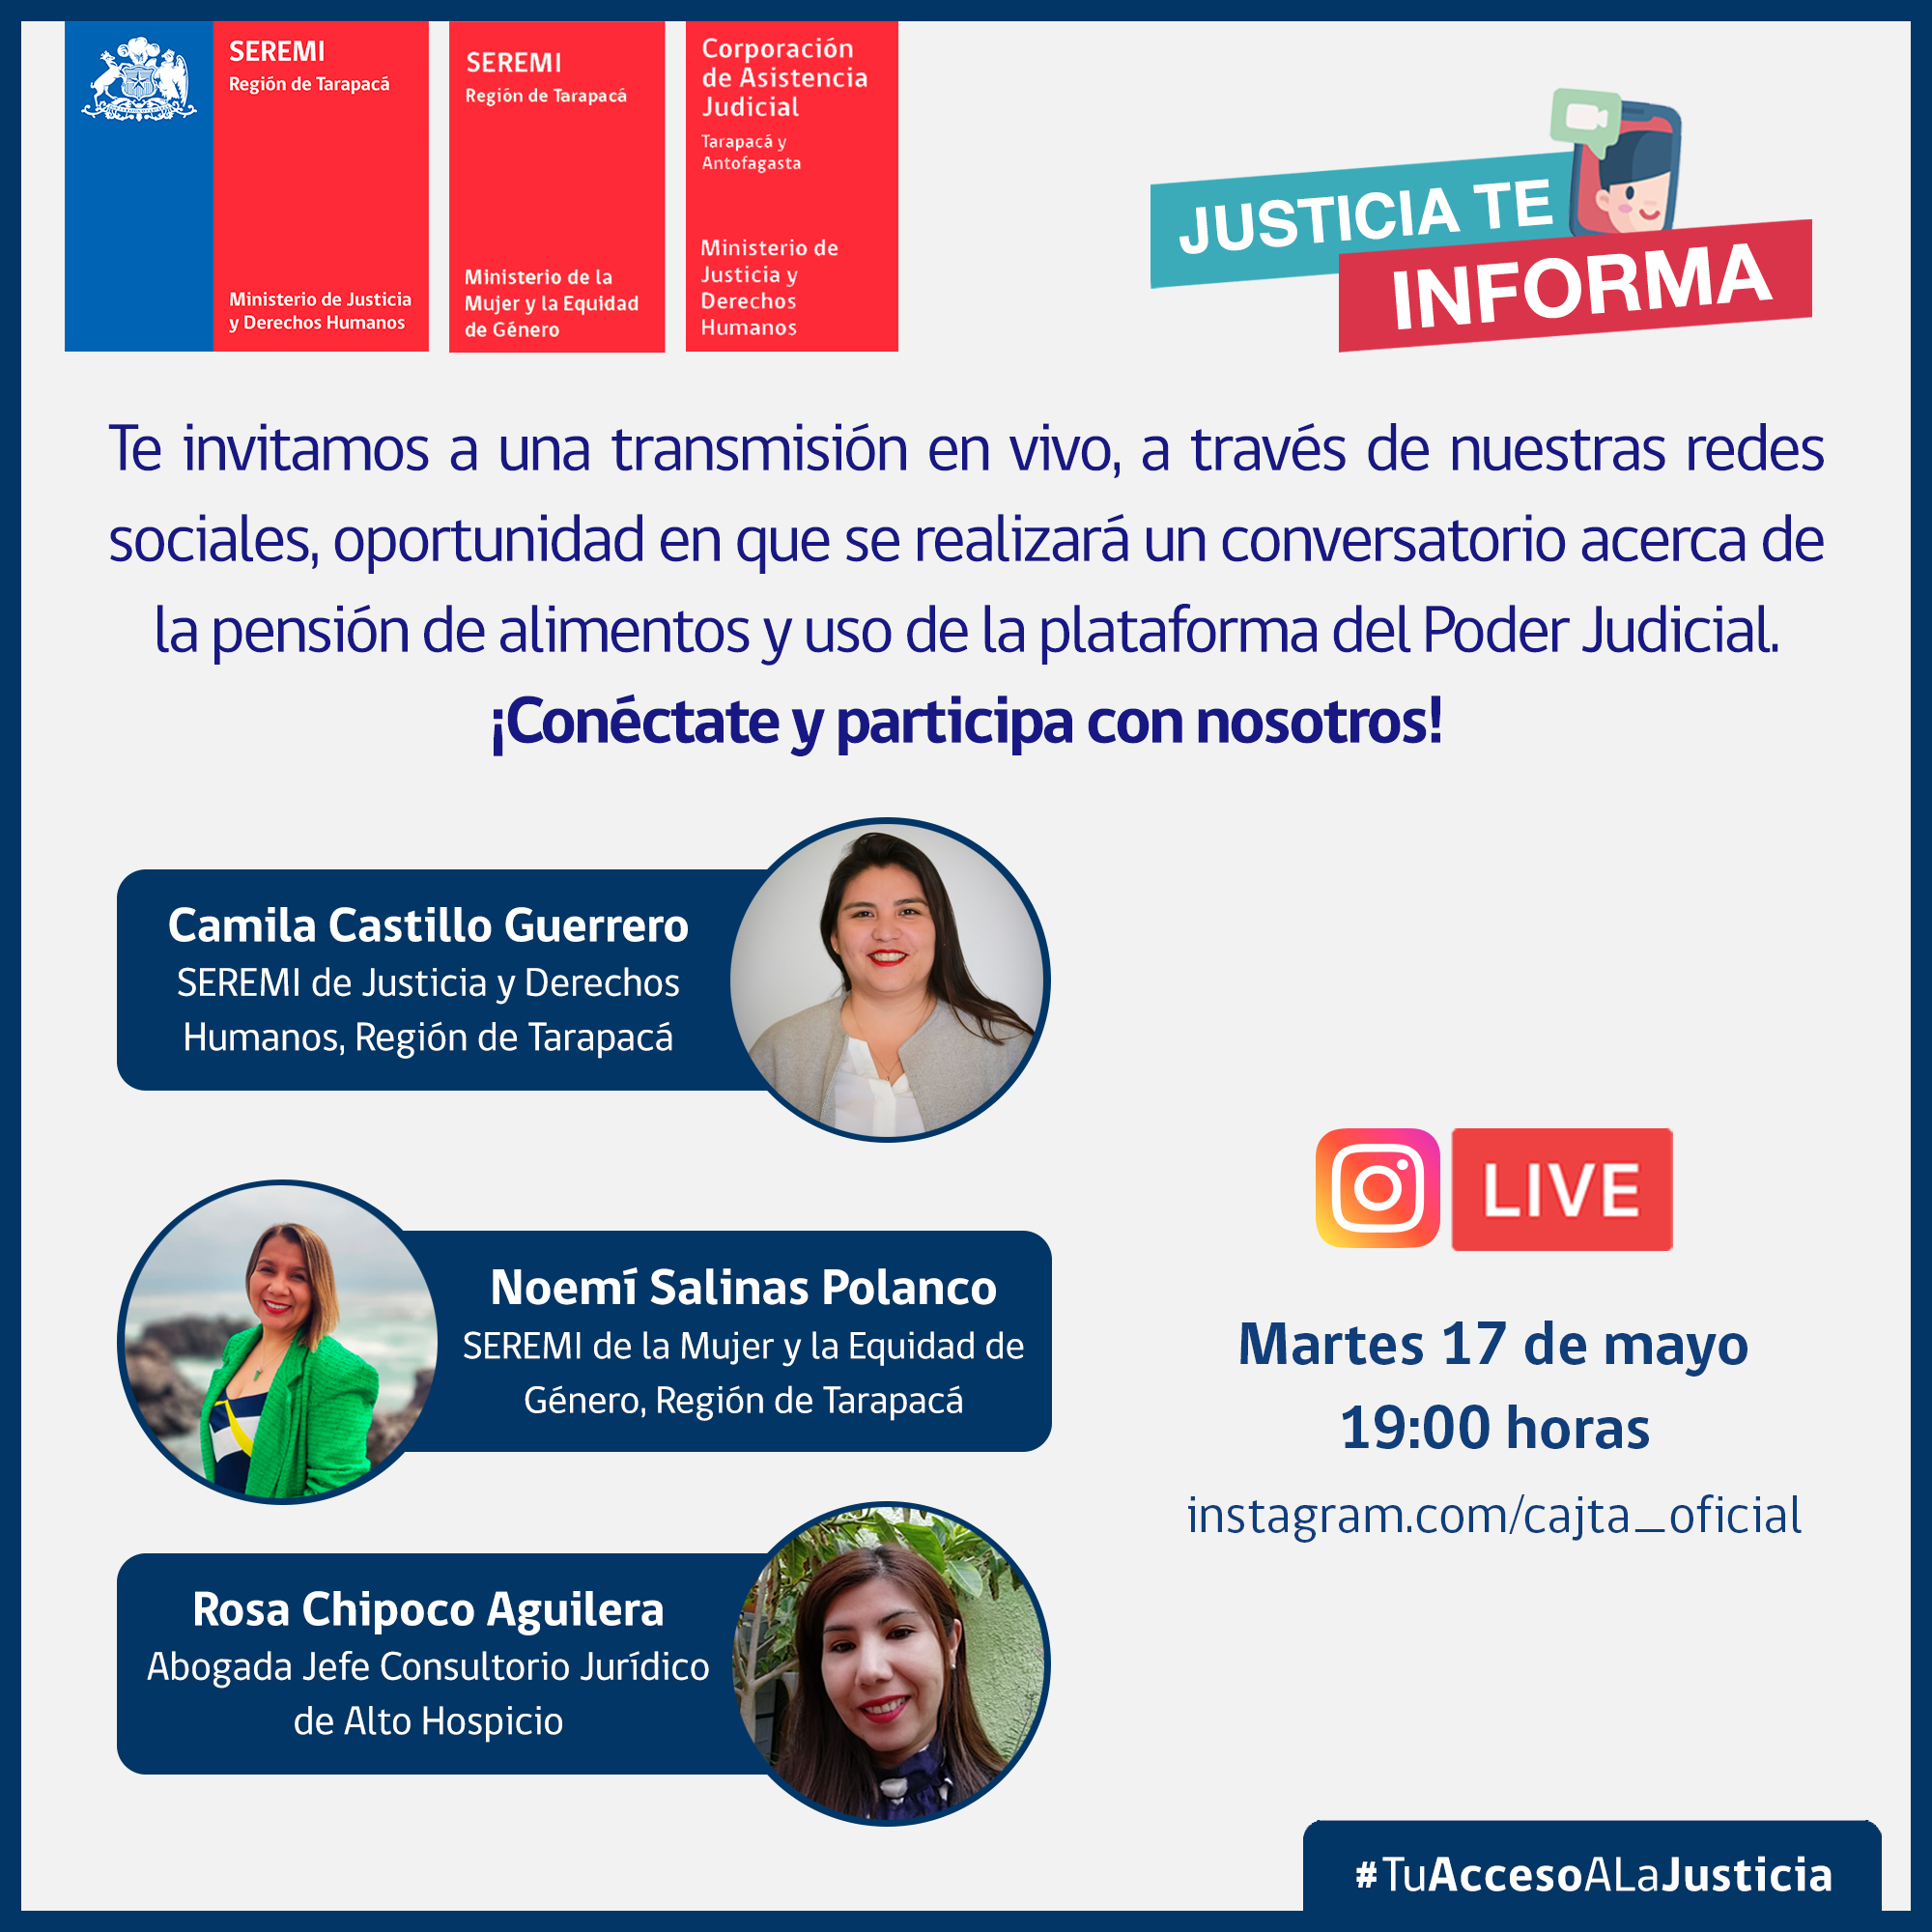 SEREMI
Región de Tarapacá
Ministerio de Justicia
y Derechos Humanos
SEREMI
Región de Tarapacá
Ministerio de la
Mujer y la Equidad
de Género
Corporación
de Asistencia
Judicial
Tarapacá y
Antofagasta
Ministerio de
Justicia y
Derechos
Humanos
JUSTICIA TE
INFORMA
Te invitamos a una transmisión en vivo, a través de nuestras redes
sociales, oportunidad en que se realizará un conversatorio acerca de
la pensión de alimentos y uso de la plataforma del Poder Judicial.
¡Conéctate y participa con nosotros!
Camila Castillo Guerrero
SEREMI de Justicia y Derechos
Humanos, Región de Tarapacá
Noemí Salinas Polanco
SEREMI de la Mujer y la Equidad de
Género, Región de Tarapacá
Rosa Chipoco Aguilera
Abogada Jefe Consultorio Jurídico
de Alto Hospicio
LIVE
Martes 17 de mayo
19:00 horas
instagram.com/cajta_oficial
#TuAccesoALaJusticia